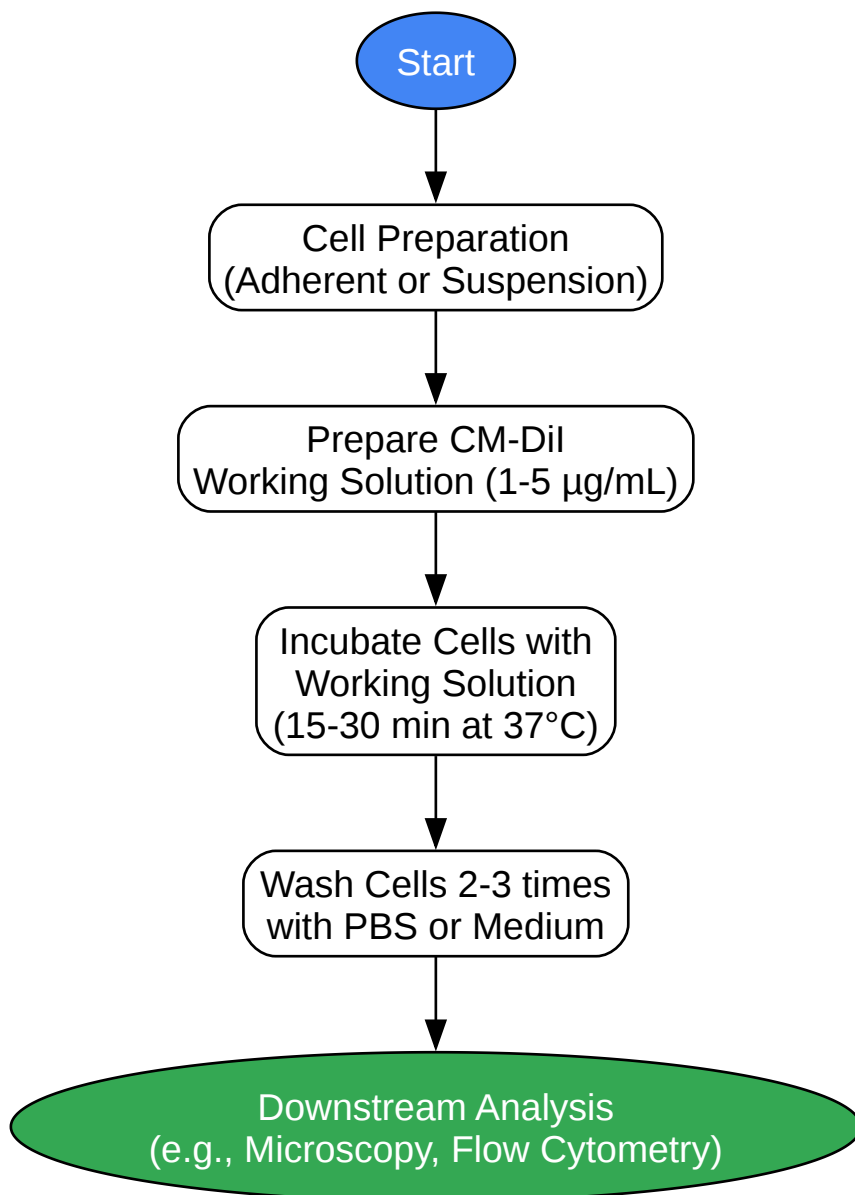 Start
Cell Preparation
(Adherent or Suspension)
Prepare CM-DiI
Working Solution (1-5 µg/mL)
Incubate Cells with
Working Solution
(15-30 min at 37°C)
Wash Cells 2-3 times
with PBS or Medium
Downstream Analysis
(e.g., Microscopy, Flow Cytometry)